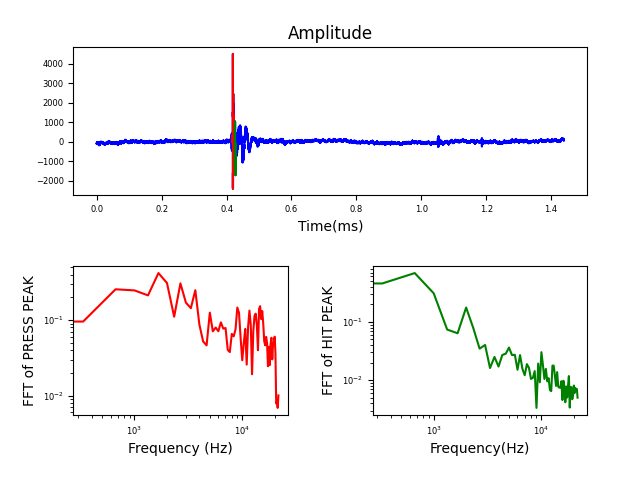 Amplitude
4000
3000
2000
1000
0
−1000
−2000
0.0 0.2 0.4 0.6 0.8 1.0 1.2 1.4
Time(ms)
FFT of PRESS PEAK
10⁻¹
10⁻²
10³ 10⁴
Frequency (Hz)
FFT of HIT PEAK
10⁻¹
10⁻²
10³ 10⁴
Frequency(Hz)